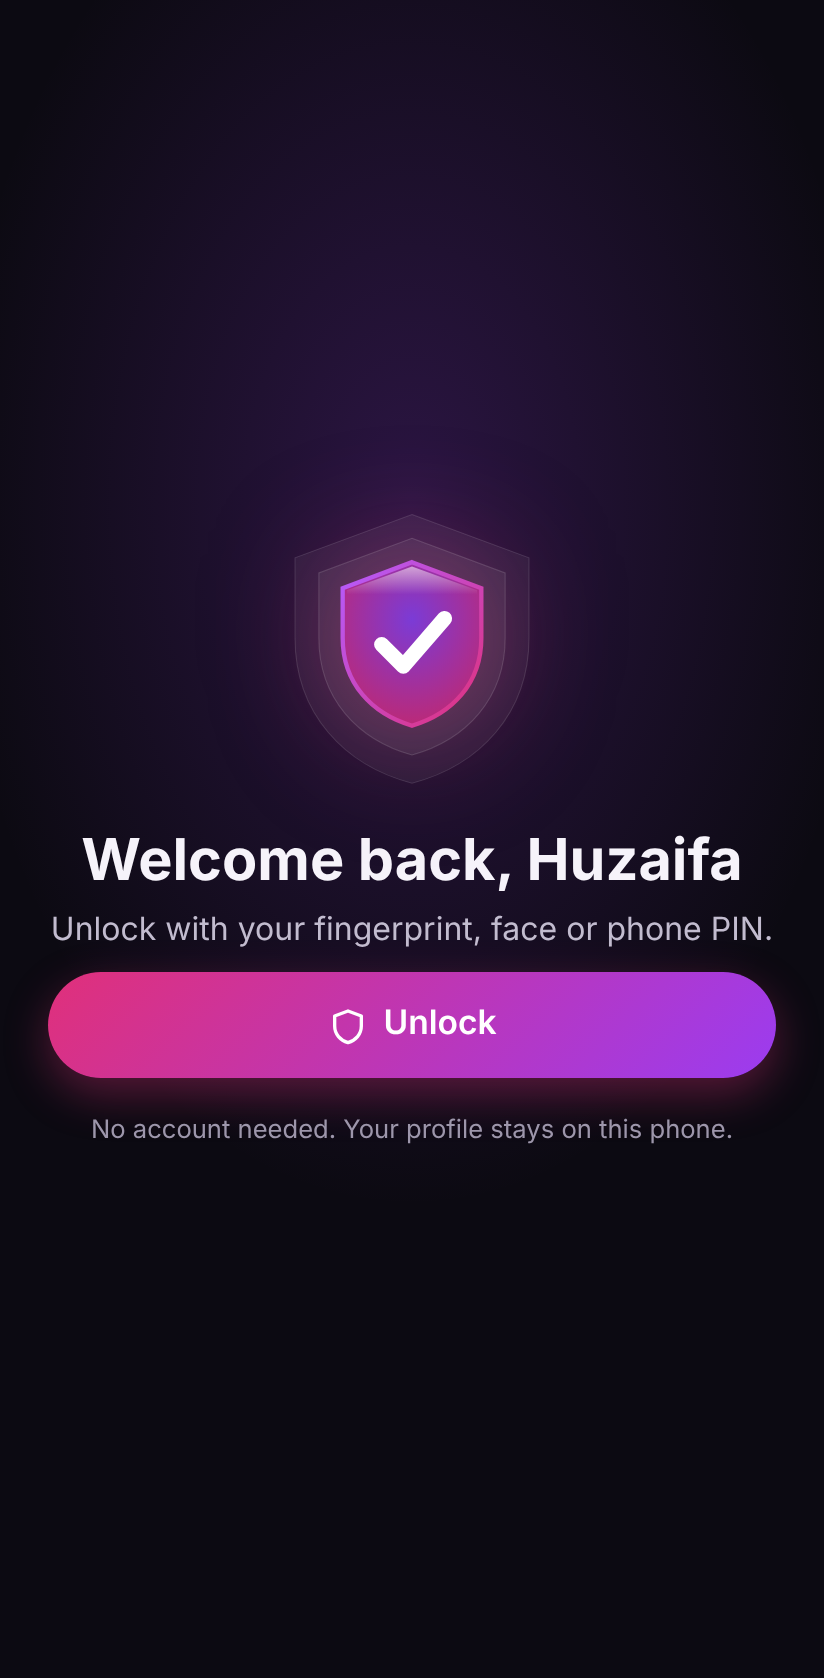 Welcome back, Huzaifa
Unlock with your fingerprint, face or phone PIN.
Unlock
No account needed. Your profile stays on this phone.